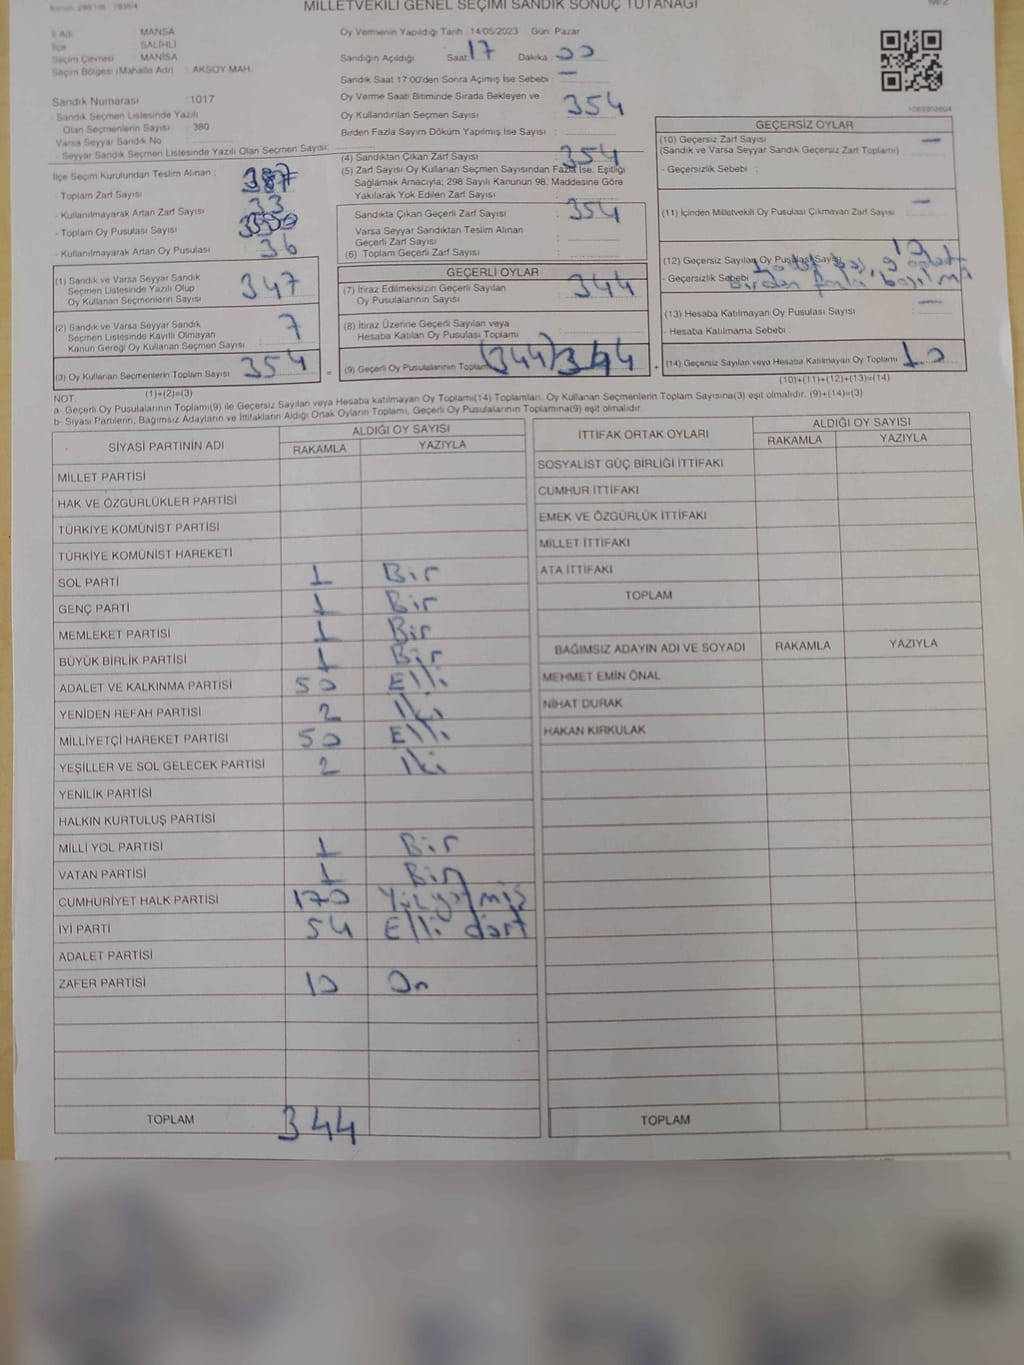 MİLLETVEKİLİ GENEL SEÇİMİ SANDIK SONUÇ TUTANAĞI
İl Adı : MANİSA
İlçe : SALİHLİ
Seçim Çevresi : MANİSA
Seçim Bölgesi (Mahalle Adı) : AKSOY MAH.
Sandık Numarası : 1017
Sandık Seçmen Listesinde Yazılı
Olan Seçmenlerin Sayısı : 380
Varsa Seyyar Sandık No
Seyyar Sandık Seçmen Listesinde Yazılı Olan Seçmen Sayısı:
İlçe Seçim Kurulundan Teslim Alınan :
- Toplam Zarf Sayısı 387
- Kullanılmayarak Artan Zarf Sayısı 33
- Toplam Oy Pusulası Sayısı
- Kullanılmayarak Artan Oy Pusulası 36
(1) Sandık ve Varsa Seyyar Sandık
Seçmen Listesinde Yazılı Olup
Oy Kullanan Seçmenlerin Sayısı 347
(2) Sandık ve Varsa Seyyar Sandık
Seçmen Listesinde Kayıtlı Olmayan
Kanun Gereği Oy Kullanan Seçmen Sayısı : 7
(3) Oy Kullanan Seçmenlerin Toplam Sayısı 354
(1)+(2)=(3)
Oy Vermenin Yapıldığı Tarih : 14/05/2023 Gün: Pazar
Sandığın Açıldığı Saat: 17 Dakika : 00
Sandık Saat 17:00'den Sonra Açımış İse Sebebi : —
Oy Verme Saati Bitiminde Sırada Bekleyen ve
Oy Kullandırılan Seçmen Sayısı : 354
Birden Fazla Sayım Döküm Yapılmış İse Sayısı :
(4) Sandıktan Çıkan Zarf Sayısı : 354
(5) Zarf Sayısı Oy Kullanan Seçmen Sayısından Fazla İse, Eşitliği
Sağlamak Amacıyla; 298 Sayılı Kanunun 98. Maddesine Göre
Yakılarak Yok Edilen Zarf Sayısı :
Sandıkta Çıkan Geçerli Zarf Sayısı : 354
Varsa Seyyar Sandıktan Teslim Alınan
Geçerli Zarf Sayısı :
(6) Toplam Geçerli Zarf Sayısı :
GEÇERLİ OYLAR
(7) İtiraz Edilmeksizin Geçerli Sayılan
Oy Pusulalarının Sayısı : 344
(8) İtiraz Üzerine Geçerli Sayılan veya
Hesaba Katılan Oy Pusulası Toplamı :
= (9) Geçerli Oy Pusulalarının Toplamı (344) 344 +
GEÇERSİZ OYLAR
(10) Geçersiz Zarf Sayısı —
(Sandık ve Varsa Seyyar Sandık Geçersiz Zarf Toplamı)
- Geçersizlik Sebebi :
(11) İçinden Milletvekili Oy Pusulası Çıkmayan Zarf Sayısı : —
(12) Geçersiz Sayılan Oy Pusulası Sayısı 10
- Geçersizlik Sebebi Birden fazla
(13) Hesaba Katılmayan Oy Pusulası Sayısı : —
- Hesaba Katılmama Sebebi :
(14) Geçersiz Sayılan veya Hesaba Katılmayan Oy Toplamı 10
(10)+(11)+(12)+(13)=(14)
NOT:
a- Geçerli Oy Pusulalarının Toplamı(9) ile Geçersiz Sayılan veya Hesaba katılmayan Oy Toplamı(14) Toplamları, Oy Kullanan Seçmenlerin Toplam Sayısına(3) eşit olmalıdır. (9)+(14)=(3)
b- Siyasi Partilerin, Bağımsız Adayların ve İttifakların Aldığı Ortak Oyların Toplamı, Geçerli Oy Pusulalarının Toplamına(9) eşit olmalıdır.
SİYASİ PARTİNİN ADI ALDIĞI OY SAYISI
RAKAMLA YAZIYLA
MİLLET PARTİSİ
HAK VE ÖZGÜRLÜKLER PARTİSİ
TÜRKİYE KOMÜNİST PARTİSİ
TÜRKİYE KOMÜNİST HAREKETİ
SOL PARTİ 1 Bir
GENÇ PARTİ 1 Bir
MEMLEKET PARTİSİ 1 Bir
BÜYÜK BİRLİK PARTİSİ 1 Bir
ADALET VE KALKINMA PARTİSİ 50 Elli
YENİDEN REFAH PARTİSİ 2 iki
MİLLİYETÇİ HAREKET PARTİSİ 50 Elli
YEŞİLLER VE SOL GELECEK PARTİSİ 2 iki
YENİLİK PARTİSİ
HALKIN KURTULUŞ PARTİSİ
MİLLİ YOL PARTİSİ 1 Bir
VATAN PARTİSİ 1 Bir
CUMHURİYET HALK PARTİSİ 170 Yüzyetmiş
İYİ PARTİ 54 Elli dört
ADALET PARTİSİ
ZAFER PARTİSİ 10 On
TOPLAM 344
İTTİFAK ORTAK OYLARI ALDIĞI OY SAYISI
RAKAMLA YAZIYLA
SOSYALİST GÜÇ BİRLİĞİ İTTİFAKI
CUMHUR İTTİFAKI
EMEK VE ÖZGÜRLÜK İTTİFAKI
MİLLET İTTİFAKI
ATA İTTİFAKI
TOPLAM
BAĞIMSIZ ADAYIN ADI VE SOYADI RAKAMLA YAZIYLA
MEHMET EMİN ÖNAL
NİHAT DURAK
HAKAN KIRKULAK
TOPLAM